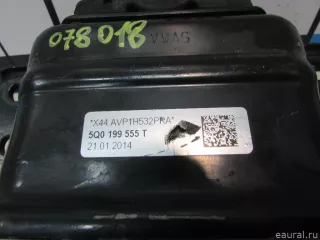 078018 VWAG
*X44 AVP1H532PRA*
5Q0 199 555 T
21.01.2014
eaural.ru